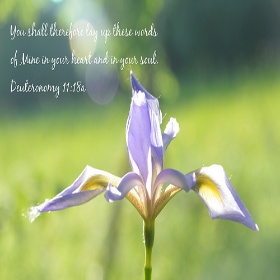 You shall therefore lay up these words
of Mine in your heart and in your soul.
Deuteronomy 11:18a